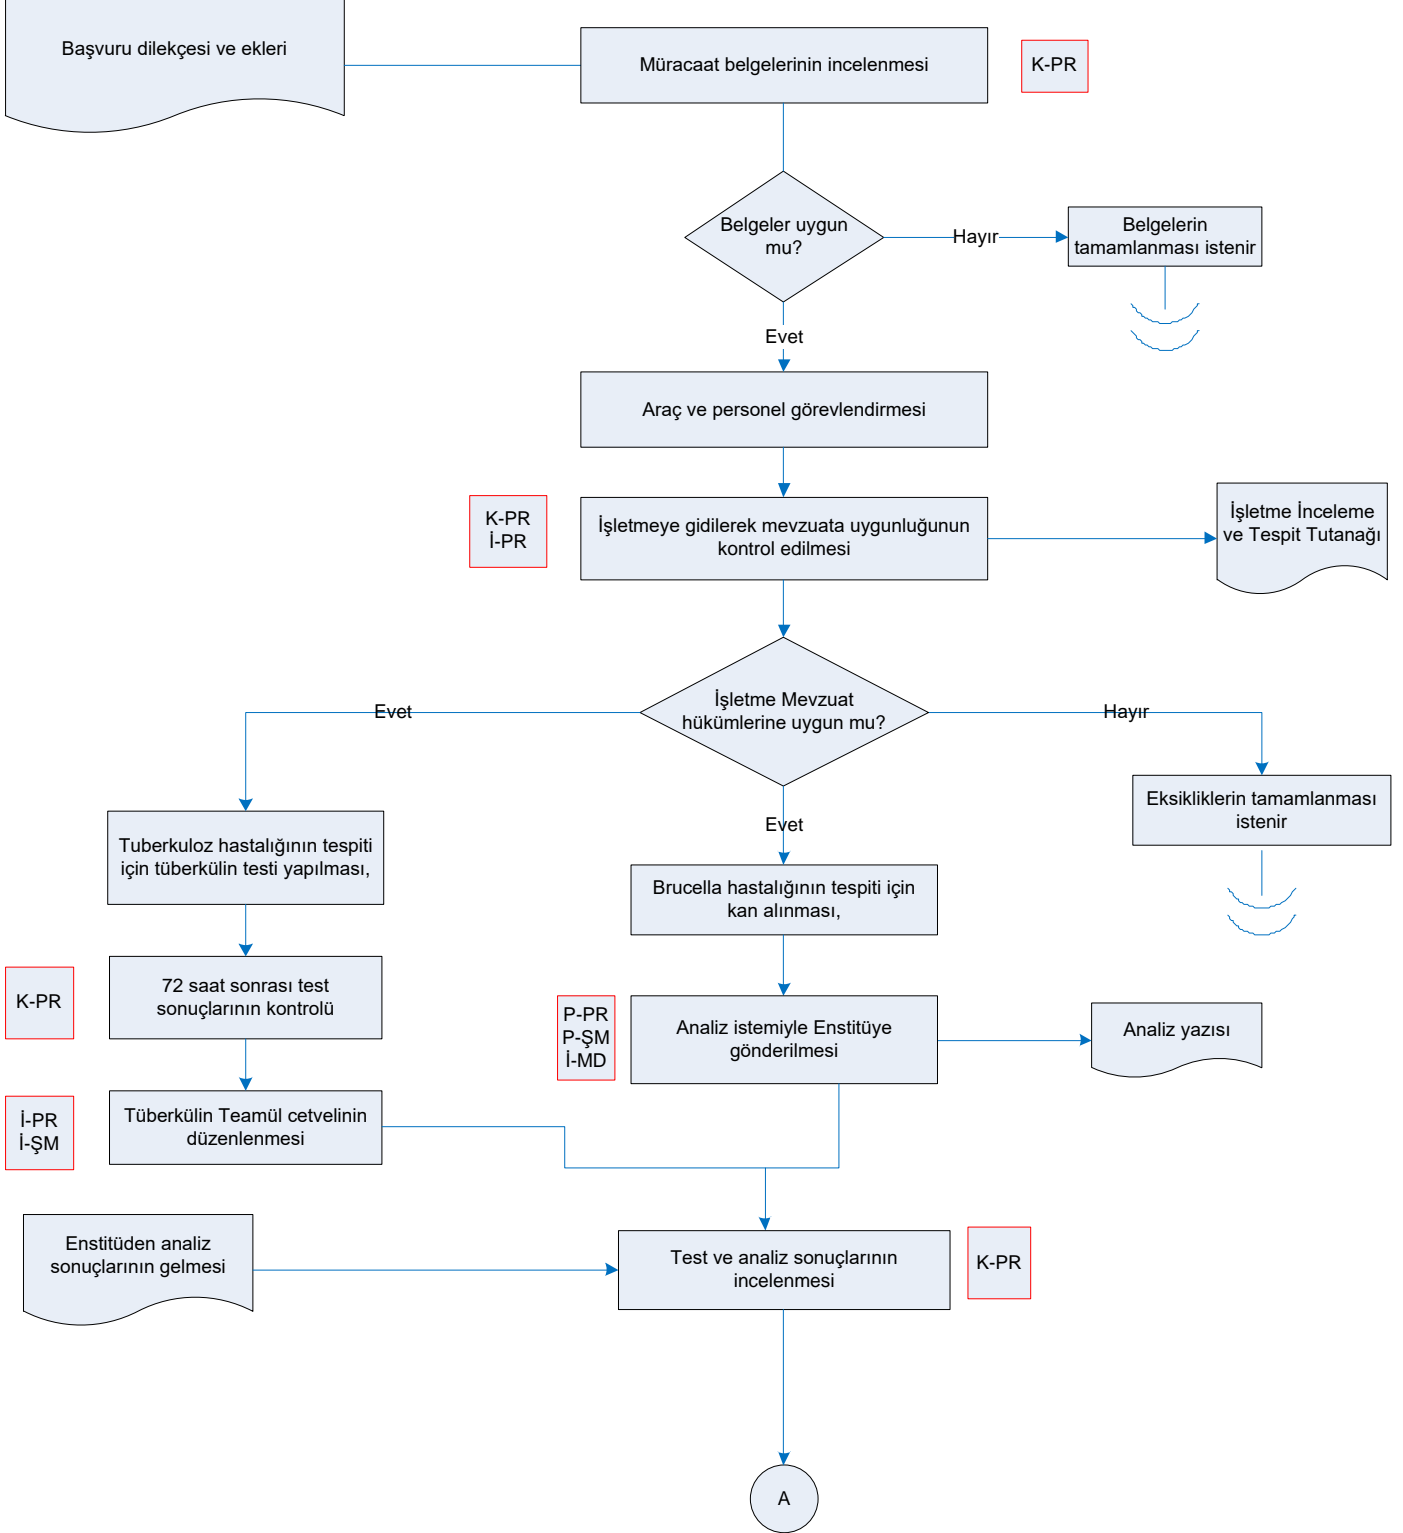 Başvuru dilekçesi ve ekleri
Müracaat belgelerinin incelenmesi
K-PR
Belgeler uygun
mu?
Hayır
Belgelerin
tamamlanması istenir
Evet
Araç ve personel görevlendirmesi
K-PR
İ-PR
İşletmeye gidilerek mevzuata uygunluğunun
kontrol edilmesi
İşletme İnceleme
ve Tespit Tutanağı
İşletme Mevzuat
hükümlerine uygun mu?
Evet
Hayır
Evet
Eksikliklerin tamamlanması
istenir
Tuberkuloz hastalığının tespiti
için tüberkülin testi yapılması,
Brucella hastalığının tespiti için
kan alınması,
K-PR
72 saat sonrası test
sonuçlarının kontrolü
P-PR
P-ŞM
İ-MD
Analiz istemiyle Enstitüye
gönderilmesi
Analiz yazısı
İ-PR
İ-ŞM
Tüberkülin Teamül cetvelinin
düzenlenmesi
Enstitüden analiz
sonuçlarının gelmesi
Test ve analiz sonuçlarının
incelenmesi
K-PR
A